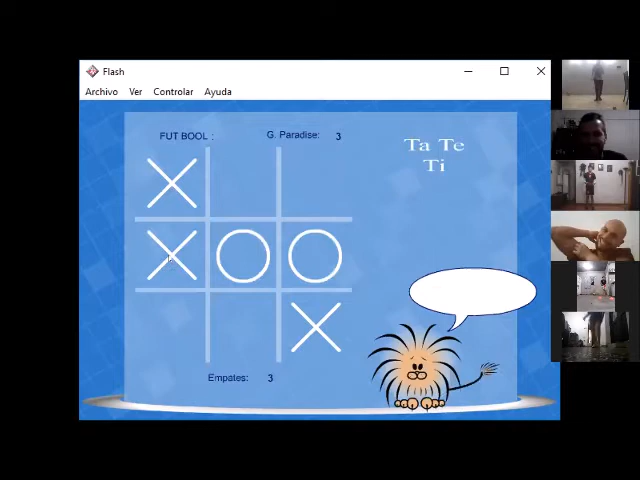 Flash
Archivo Ver Controlar Ayuda
FUT BOOL : G. Paradise: 3
Ta Te
Ti
Empates: 3